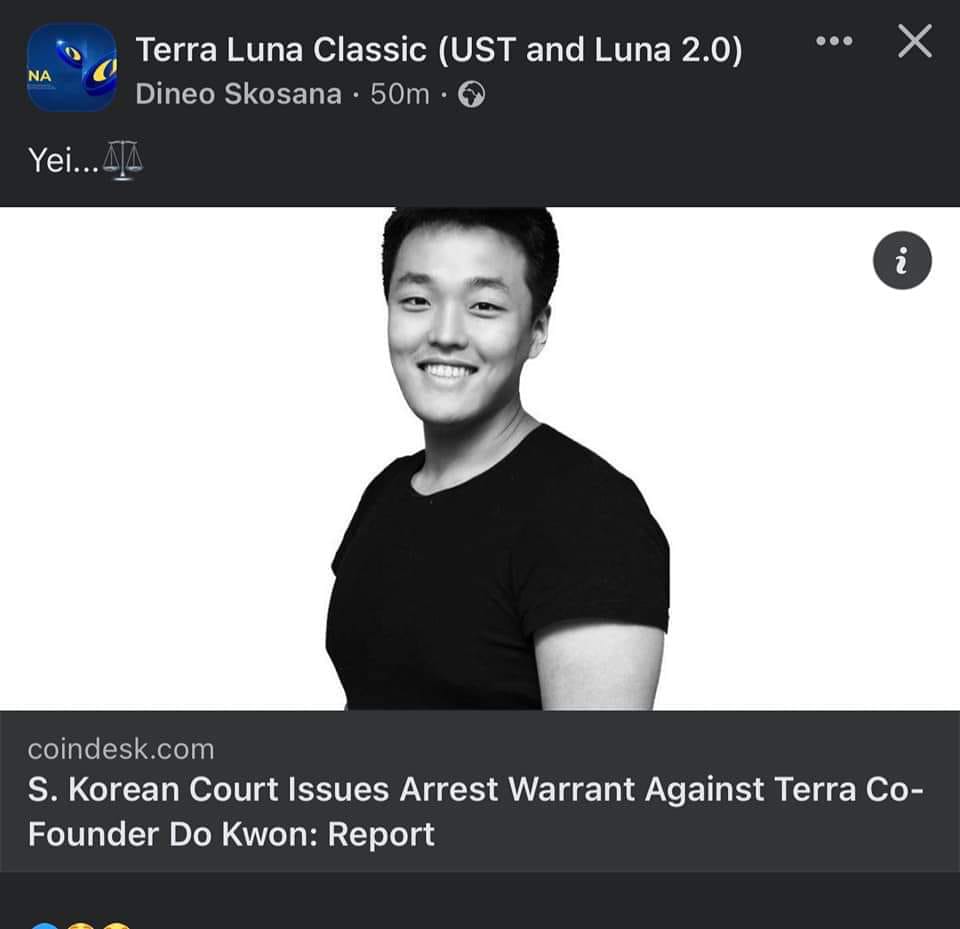 Terra Luna Classic (UST and Luna 2.0)
NA
Dineo Skosana · 50m ·
Yei...⚖️
i
coindesk.com
S. Korean Court Issues Arrest Warrant Against Terra Co-
Founder Do Kwon: Report